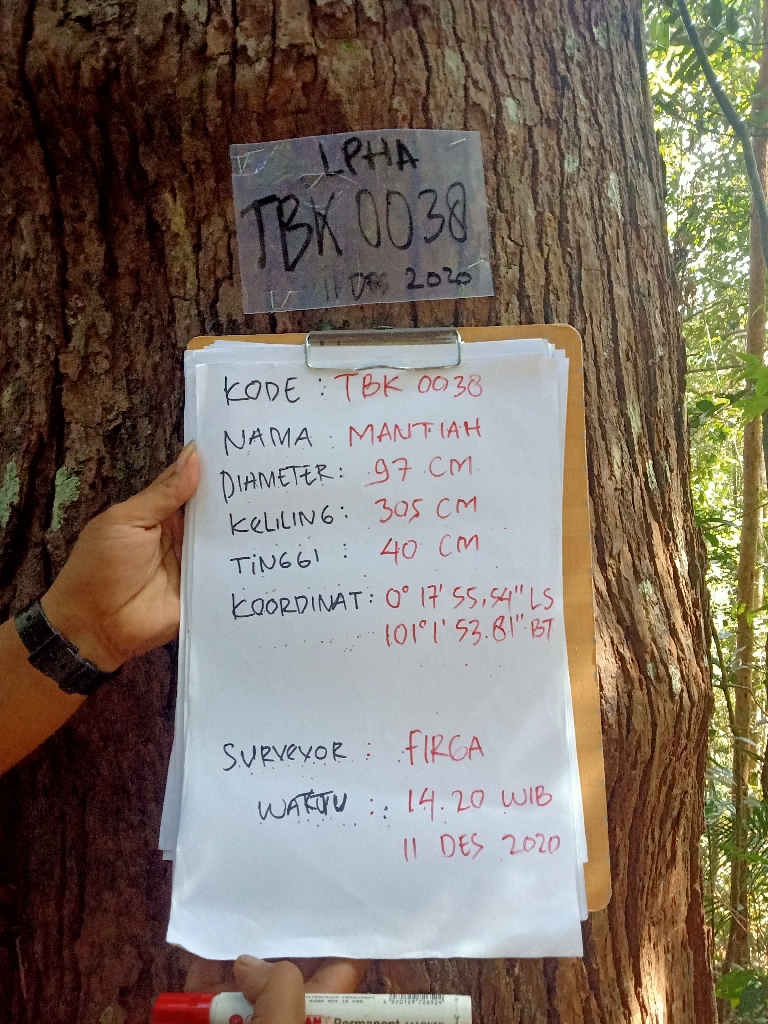 LPHA
TBK 0038
11 DES 2020
KODE : TBK 0038
NAMA : MANTIAH
DIAMETER: 97 CM
KELILING: 305 CM
TINGGI : 40 CM
KOORDINAT: 0° 17' 55.54" LS
101° 1' 53.81" BT
SURVEYOR : FIRGA
WAKTU : 14.20 WIB
11 DES 2020
Permanent MARKER